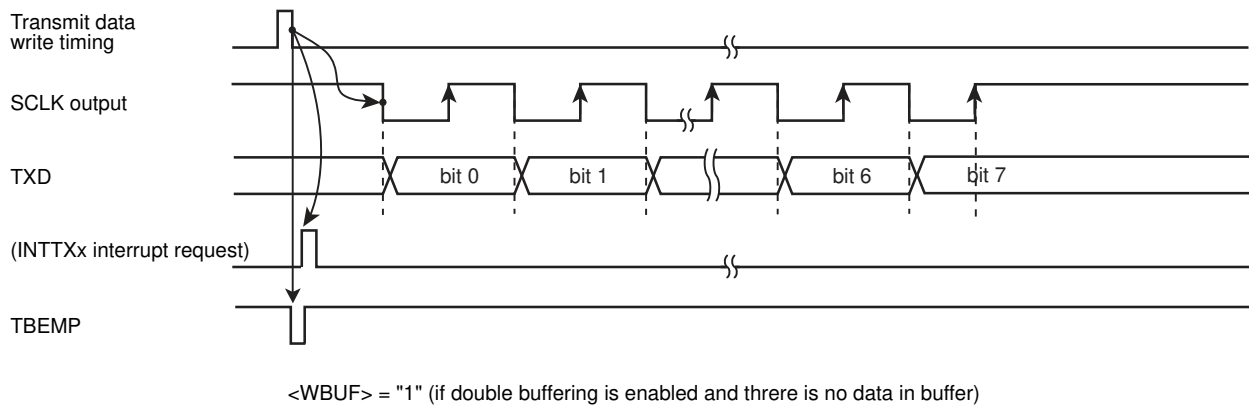 Transmit data
write timing
SCLK output
TXD
bit 0
bit 1
bit 6
bit 7
(INTTXx interrupt request)
TBEMP
<WBUF> = "1" (if double buffering is enabled and threre is no data in buffer)